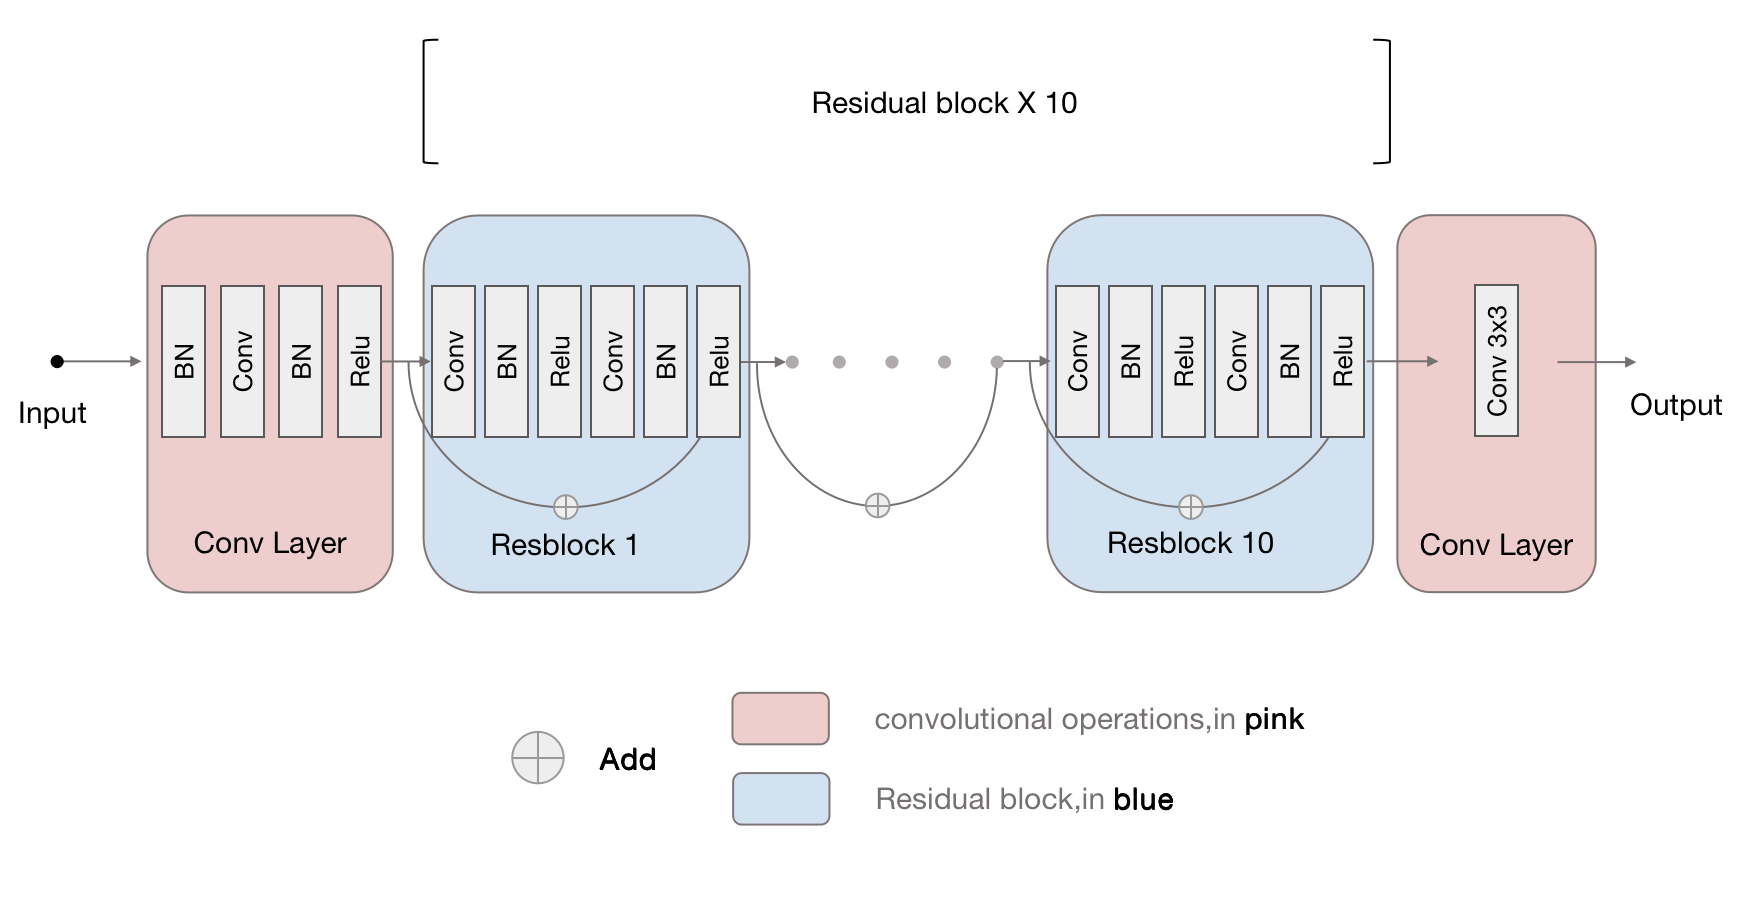 Residual block X 10
Input
BN
Conv
BN
Relu
Conv Layer
Conv
BN
Relu
Conv
BN
Relu
Resblock 1
Conv
BN
Relu
Conv
BN
Relu
Resblock 10
Conv 3x3
Conv Layer
Output
Add
convolutional operations,in pink
Residual block,in blue